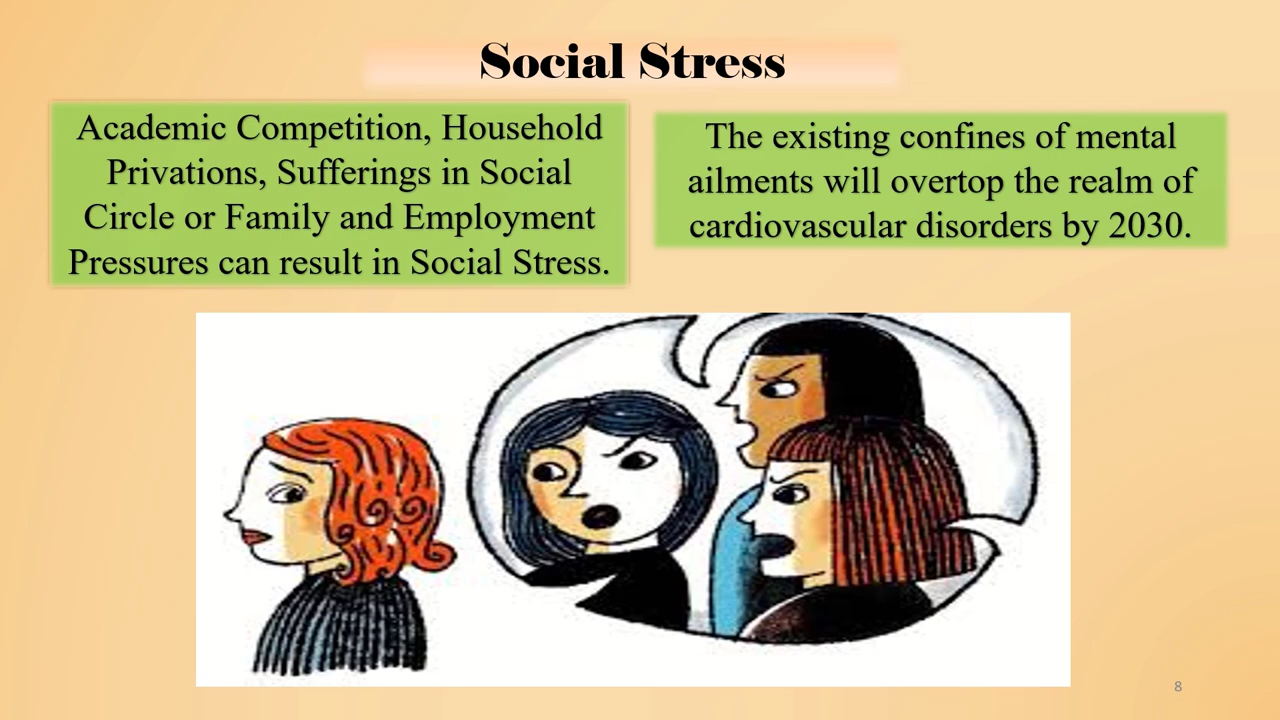 Social Stress
Academic Competition, Household
Privations, Sufferings in Social
Circle or Family and Employment
Pressures can result in Social Stress.
The existing confines of mental
ailments will overtop the realm of
cardiovascular disorders by 2030.
8